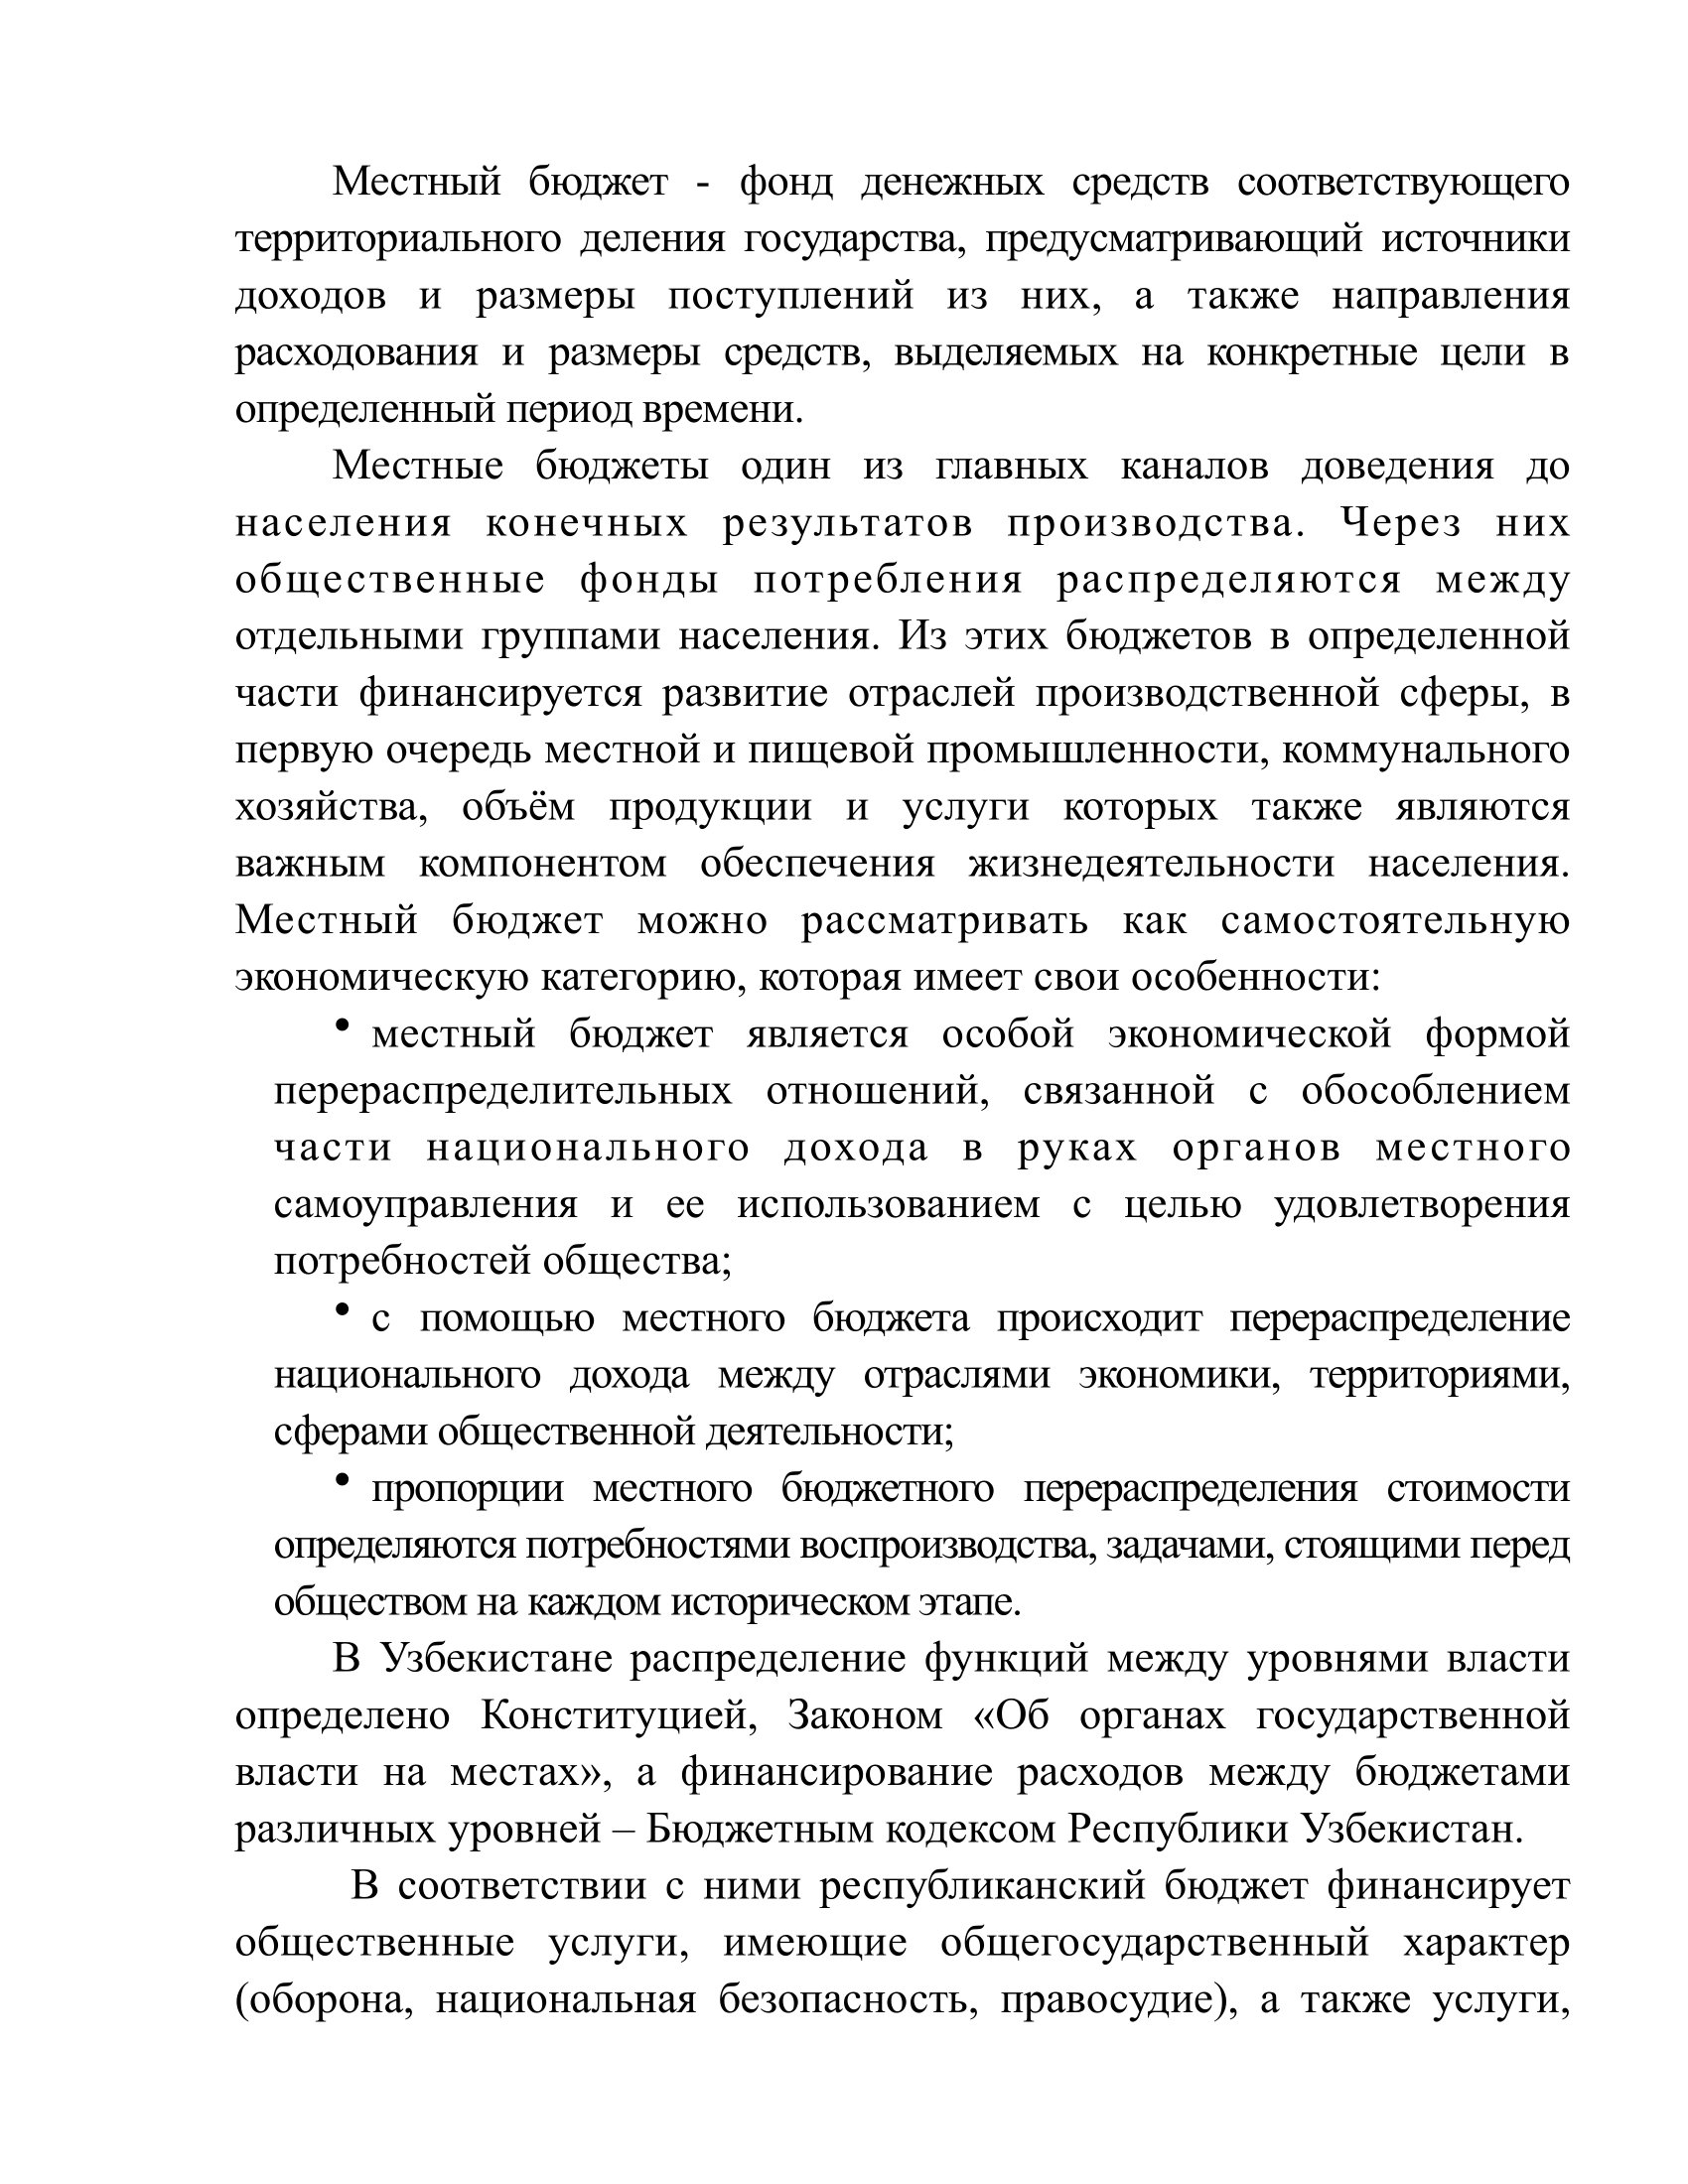 Местный бюджет - фонд денежных средств соответствующего
территориального деления государства, предусматривающий источники
доходов и размеры поступлений из них, а также направления
расходования и размеры средств, выделяемых на конкретные цели в
определенный период времени.
Местные бюджеты один из главных каналов доведения до
населения конечных результатов производства. Через них
общественные фонды потребления распределяются между
отдельными группами населения. Из этих бюджетов в определенной
части финансируется развитие отраслей производственной сферы, в
первую очередь местной и пищевой промышленности, коммунального
хозяйства, объём продукции и услуги которых также являются
важным компонентом обеспечения жизнедеятельности населения.
Местный бюджет можно рассматривать как самостоятельную
экономическую категорию, которая имеет свои особенности:
• местный бюджет является особой экономической формой
перераспределительных отношений, связанной с обособлением
части национального дохода в руках органов местного
самоуправления и ее использованием с целью удовлетворения
потребностей общества;
• с помощью местного бюджета происходит перераспределение
национального дохода между отраслями экономики, территориями,
сферами общественной деятельности;
• пропорции местного бюджетного перераспределения стоимости
определяются потребностями воспроизводства, задачами, стоящими перед
обществом на каждом историческом этапе.
В Узбекистане распределение функций между уровнями власти
определено Конституцией, Законом «Об органах государственной
власти на местах», а финансирование расходов между бюджетами
различных уровней – Бюджетным кодексом Республики Узбекистан.
В соответствии с ними республиканский бюджет финансирует
общественные услуги, имеющие общегосударственный характер
(оборона, национальная безопасность, правосудие), а также услуги,